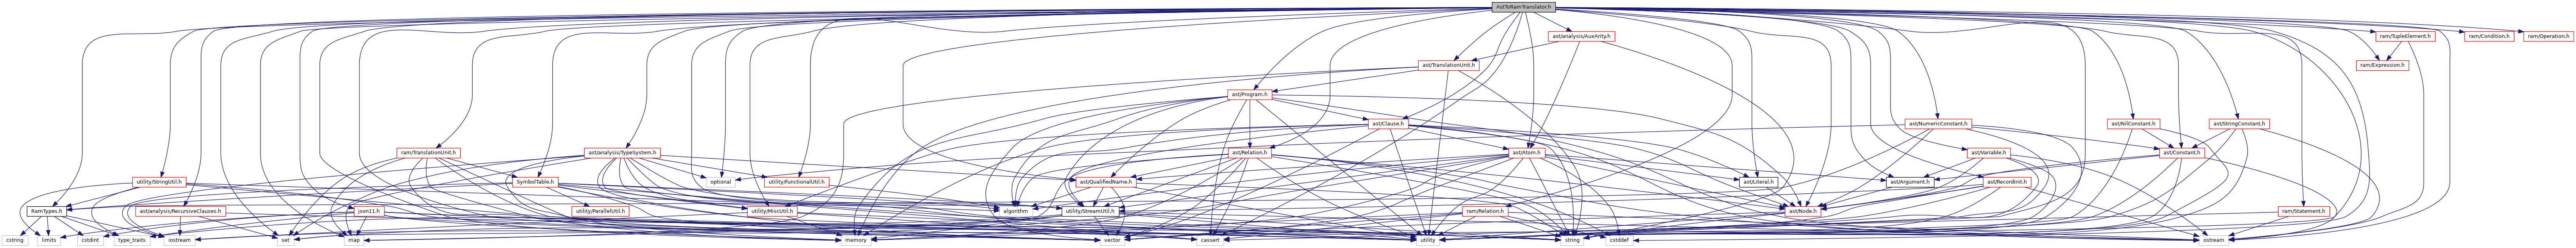 AstToRamTranslator.h
ast/analysis/AuxArity.h
ram/TupleElement.h
ram/Condition.h
ram/Operation.h
ast/TranslationUnit.h
ram/Expression.h
ast/Program.h
ast/Clause.h
ast/NumericConstant.h
ast/NilConstant.h
ast/StringConstant.h
ram/TranslationUnit.h
ast/analysis/TypeSystem.h
ast/Relation.h
ast/Atom.h
ast/Variable.h
ast/Constant.h
utility/StringUtil.h
SymbolTable.h
optional
utility/FunctionalUtil.h
ast/QualifiedName.h
ast/Literal.h
ast/Argument.h
ast/RecordInit.h
RamTypes.h
ast/analysis/RecursiveClauses.h
json11.h
utility/ParallelUtil.h
utility/MiscUtil.h
algorithm
utility/StreamUtil.h
ram/Relation.h
ast/Node.h
ram/Statement.h
cstring
limits
cstdint
type_traits
iostream
set
map
memory
vector
cassert
utility
string
cstddef
ostream